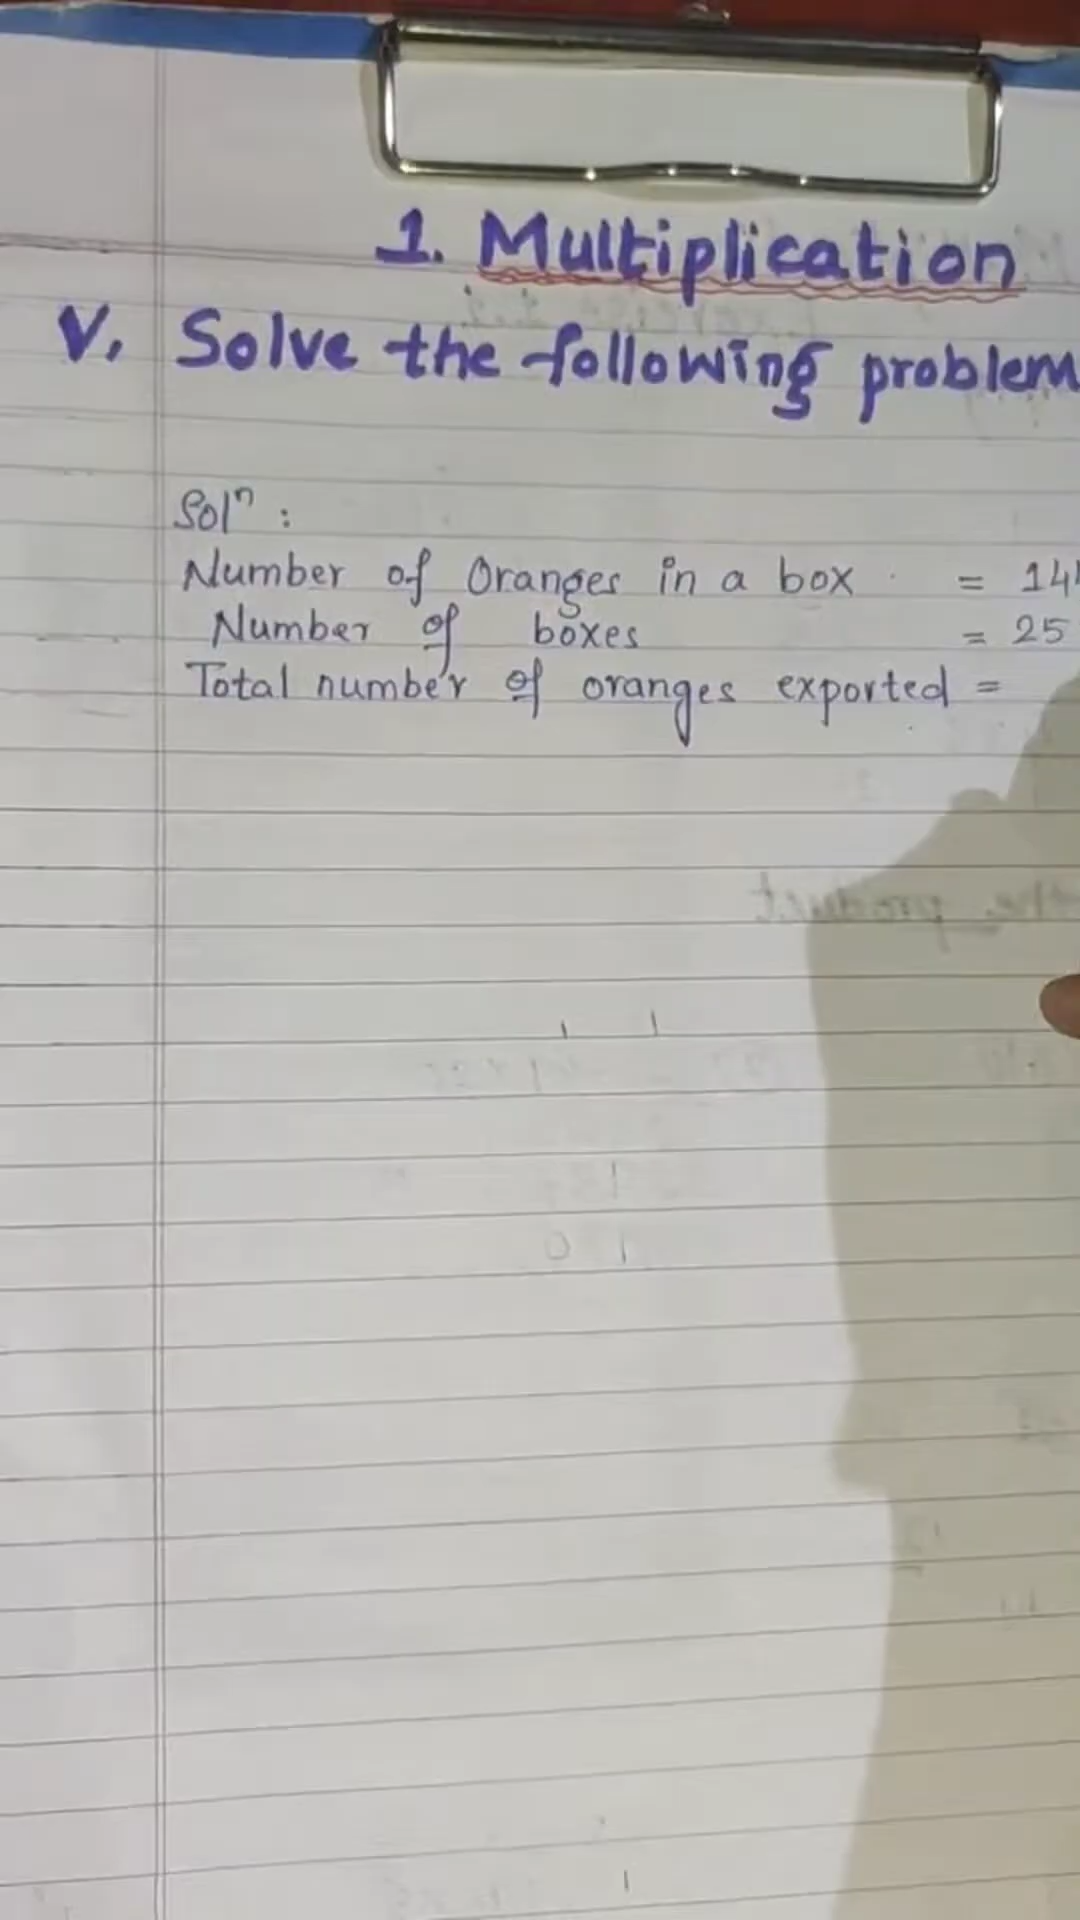 1. Multiplication
V. Solve the following problem
Solⁿ :
Number of Oranges in a box = 14
Number of boxes = 25
Total number of oranges exported =